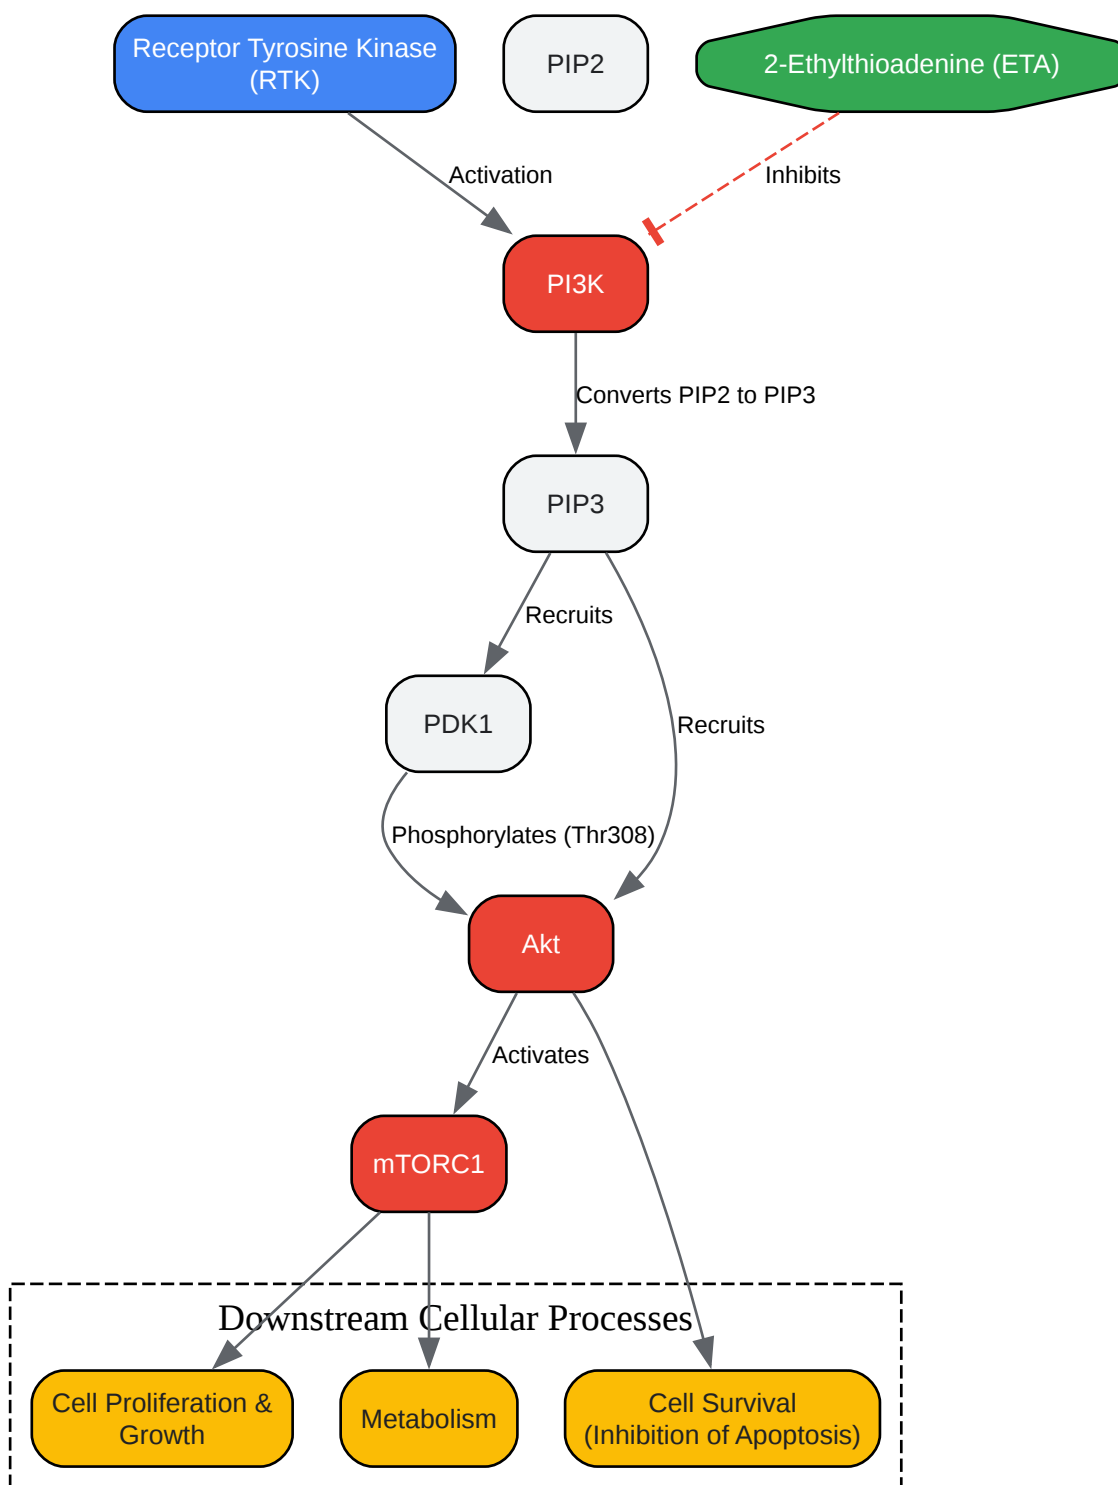 Receptor Tyrosine Kinase
(RTK)
PIP2
2-Ethylthioadenine (ETA)
Activation
Inhibits
PI3K
Converts PIP2 to PIP3
PIP3
Recruits
PDK1
Recruits
Phosphorylates (Thr308)
Akt
Activates
mTORC1
Downstream Cellular Processes
Cell Proliferation &
Growth
Metabolism
Cell Survival
(Inhibition of Apoptosis)